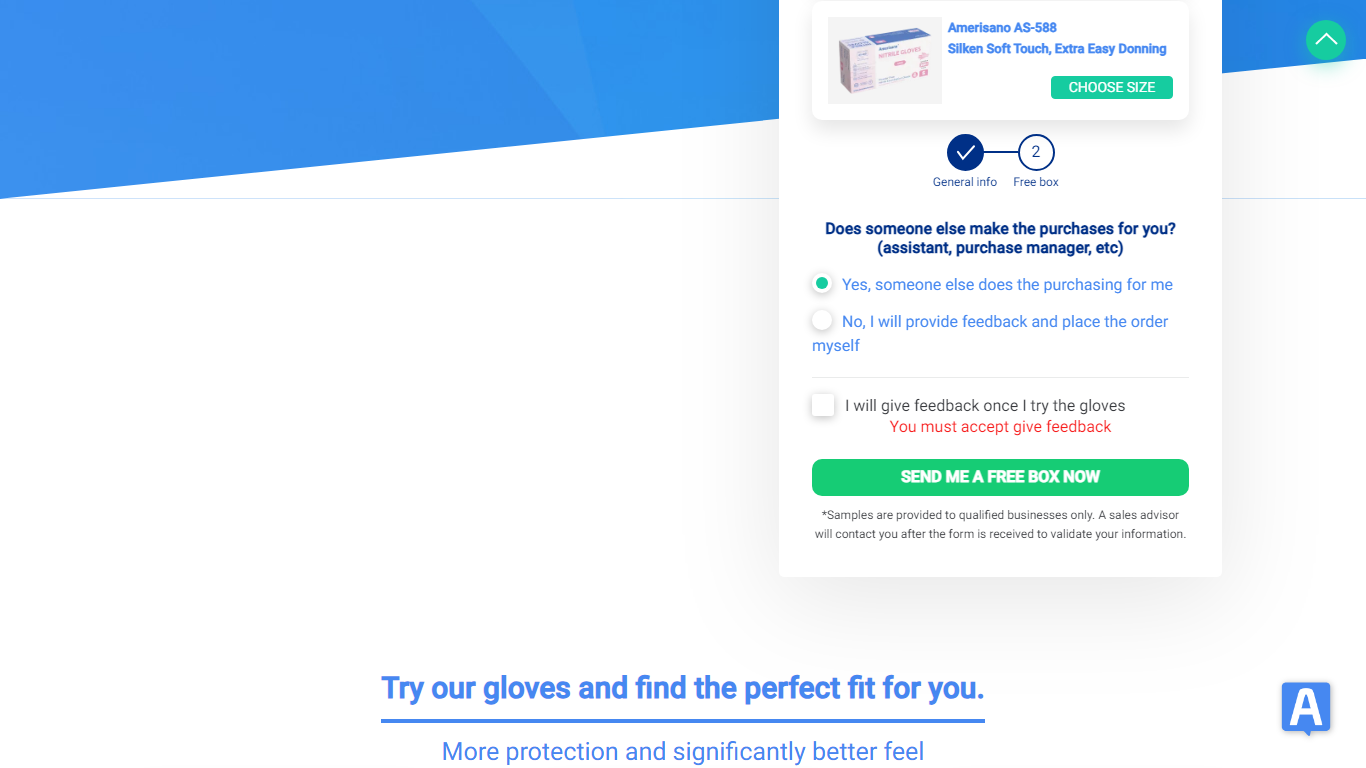 Amerisano AS-588
Silken Soft Touch, Extra Easy Donning
NITRILE GLOVES
CHOOSE SIZE
2
General info
Free box
Does someone else make the purchases for you?
(assistant, purchase manager, etc)
Yes, someone else does the purchasing for me
No, I will provide feedback and place the order
myself
I will give feedback once I try the gloves
You must accept give feedback
SEND ME A FREE BOX NOW
*Samples are provided to qualified businesses only. A sales advisor
will contact you after the form is received to validate your information.
Try our gloves and find the perfect fit for you.
A
More protection and significantly better feel